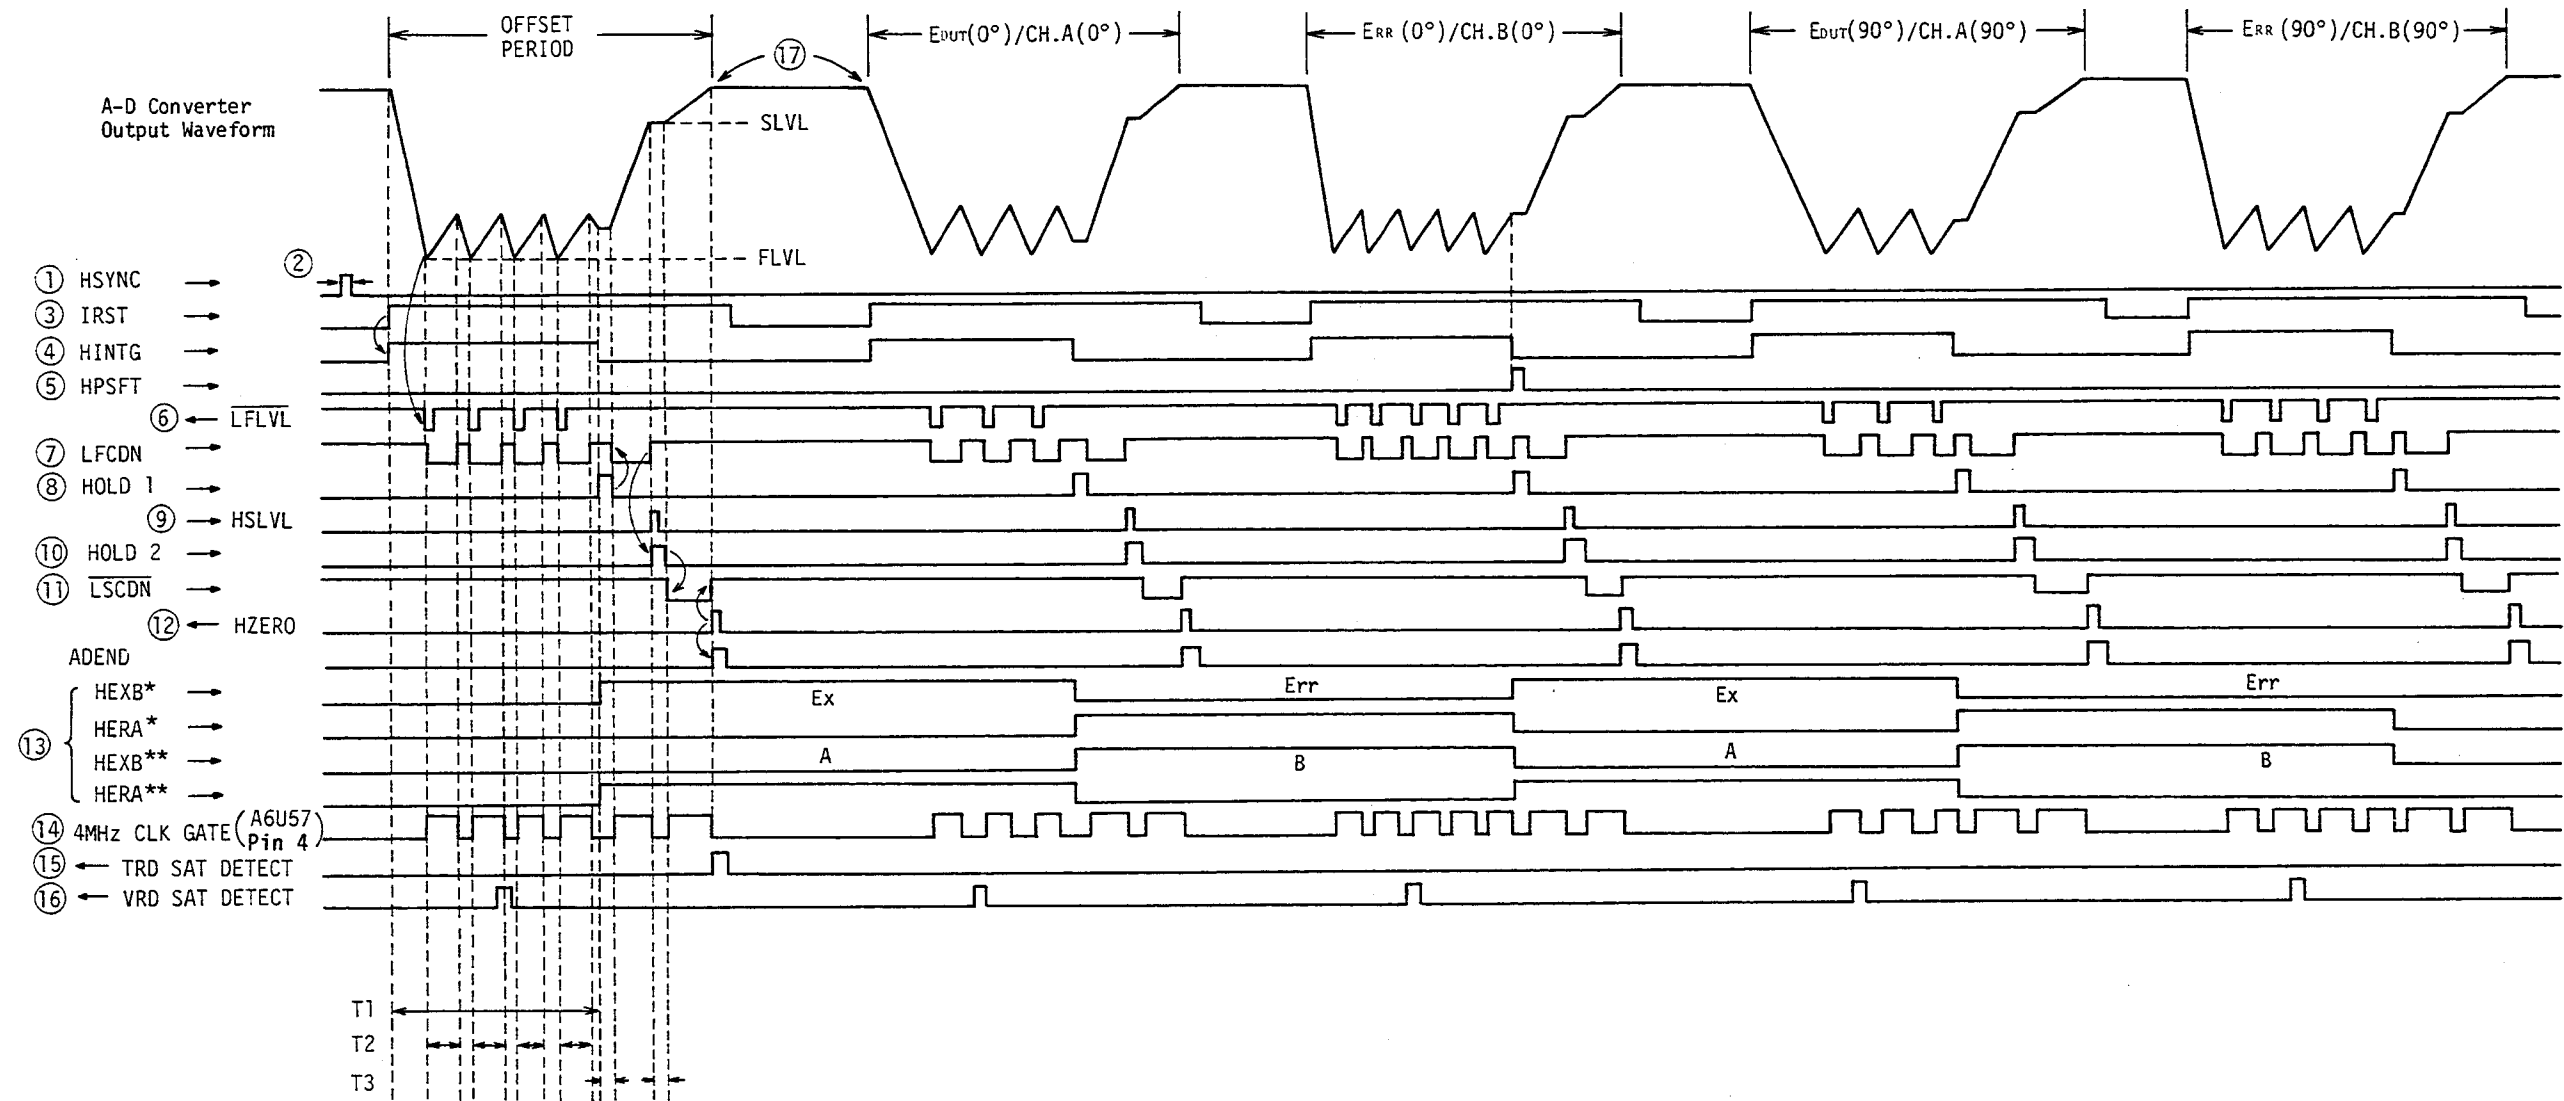 OFFSET
PERIOD
EDUT(0°)/CH.A(0°)
ERR (0°)/CH.B(0°)
EDUT(90°)/CH.A(90°)
ERR (90°)/CH.B(90°)
⑰
A-D Converter
Output Waveform
SLVL
FLVL
②
① HSYNC
③ IRST
④ HINTG
⑤ HPSFT
⑥ LFLVL
⑦ LFCDN
⑧ HOLD 1
⑨ HSLVL
⑩ HOLD 2
⑪ LSCDN
⑫ HZERO
ADEND
⑬
HEXB*
Ex
Err
Ex
Err
HERA*
HEXB**
A
B
A
B
HERA**
⑭ 4MHz CLK GATE (A6U57
Pin 4)
⑮ TRD SAT DETECT
⑯ VRD SAT DETECT
T1
T2
T3